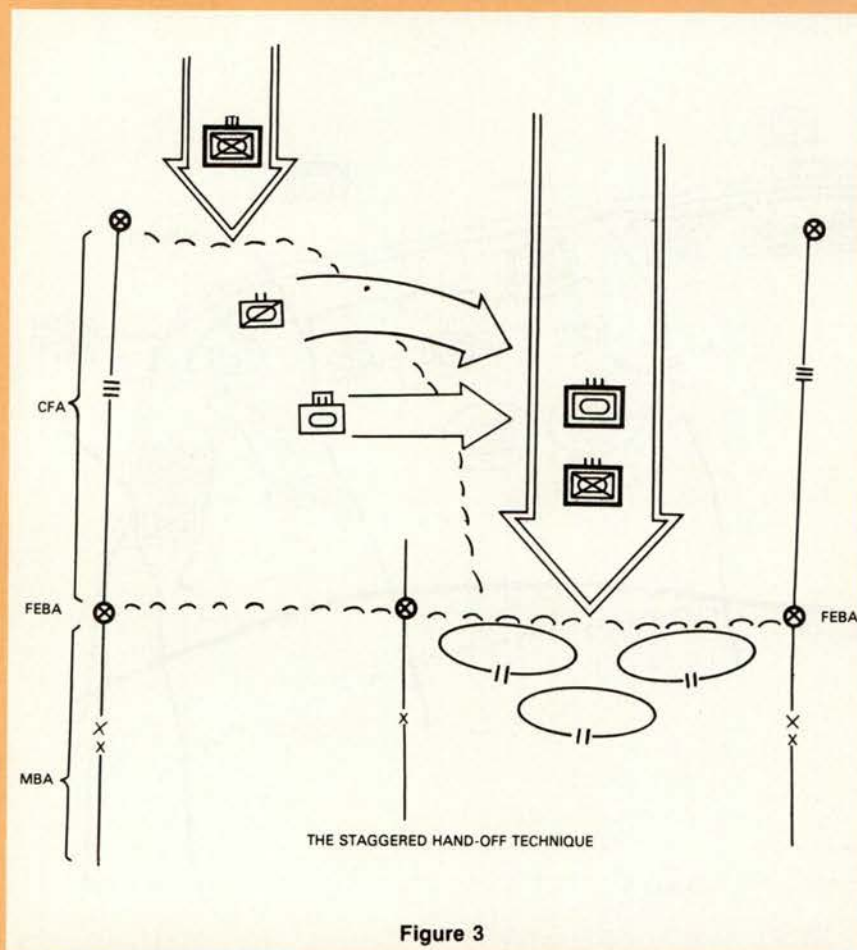 CFA
FEBA
FEBA
MBA
THE STAGGERED HAND-OFF TECHNIQUE
Figure 3